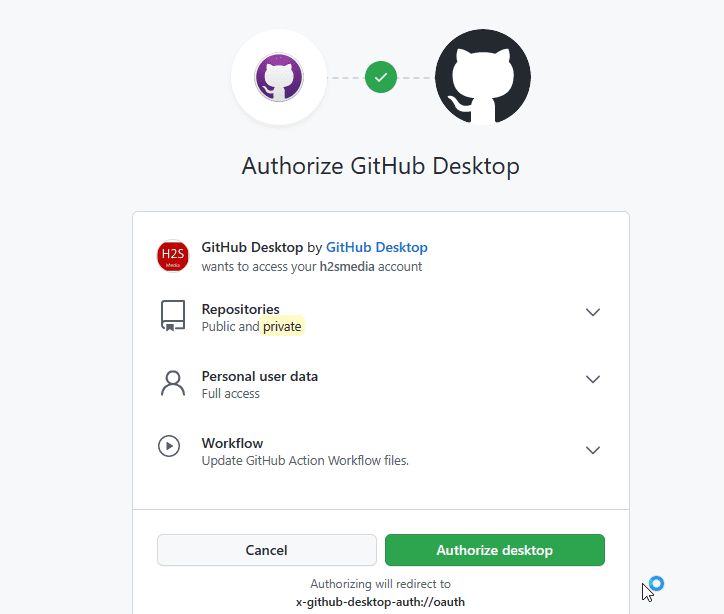 Authorize GitHub Desktop
H2S
Media
GitHub Desktop by GitHub Desktop
wants to access your h2smedia account
Repositories
Public and private
Personal user data
Full access
Workflow
Update GitHub Action Workflow files.
Cancel
Authorize desktop
Authorizing will redirect to
x-github-desktop-auth://oauth